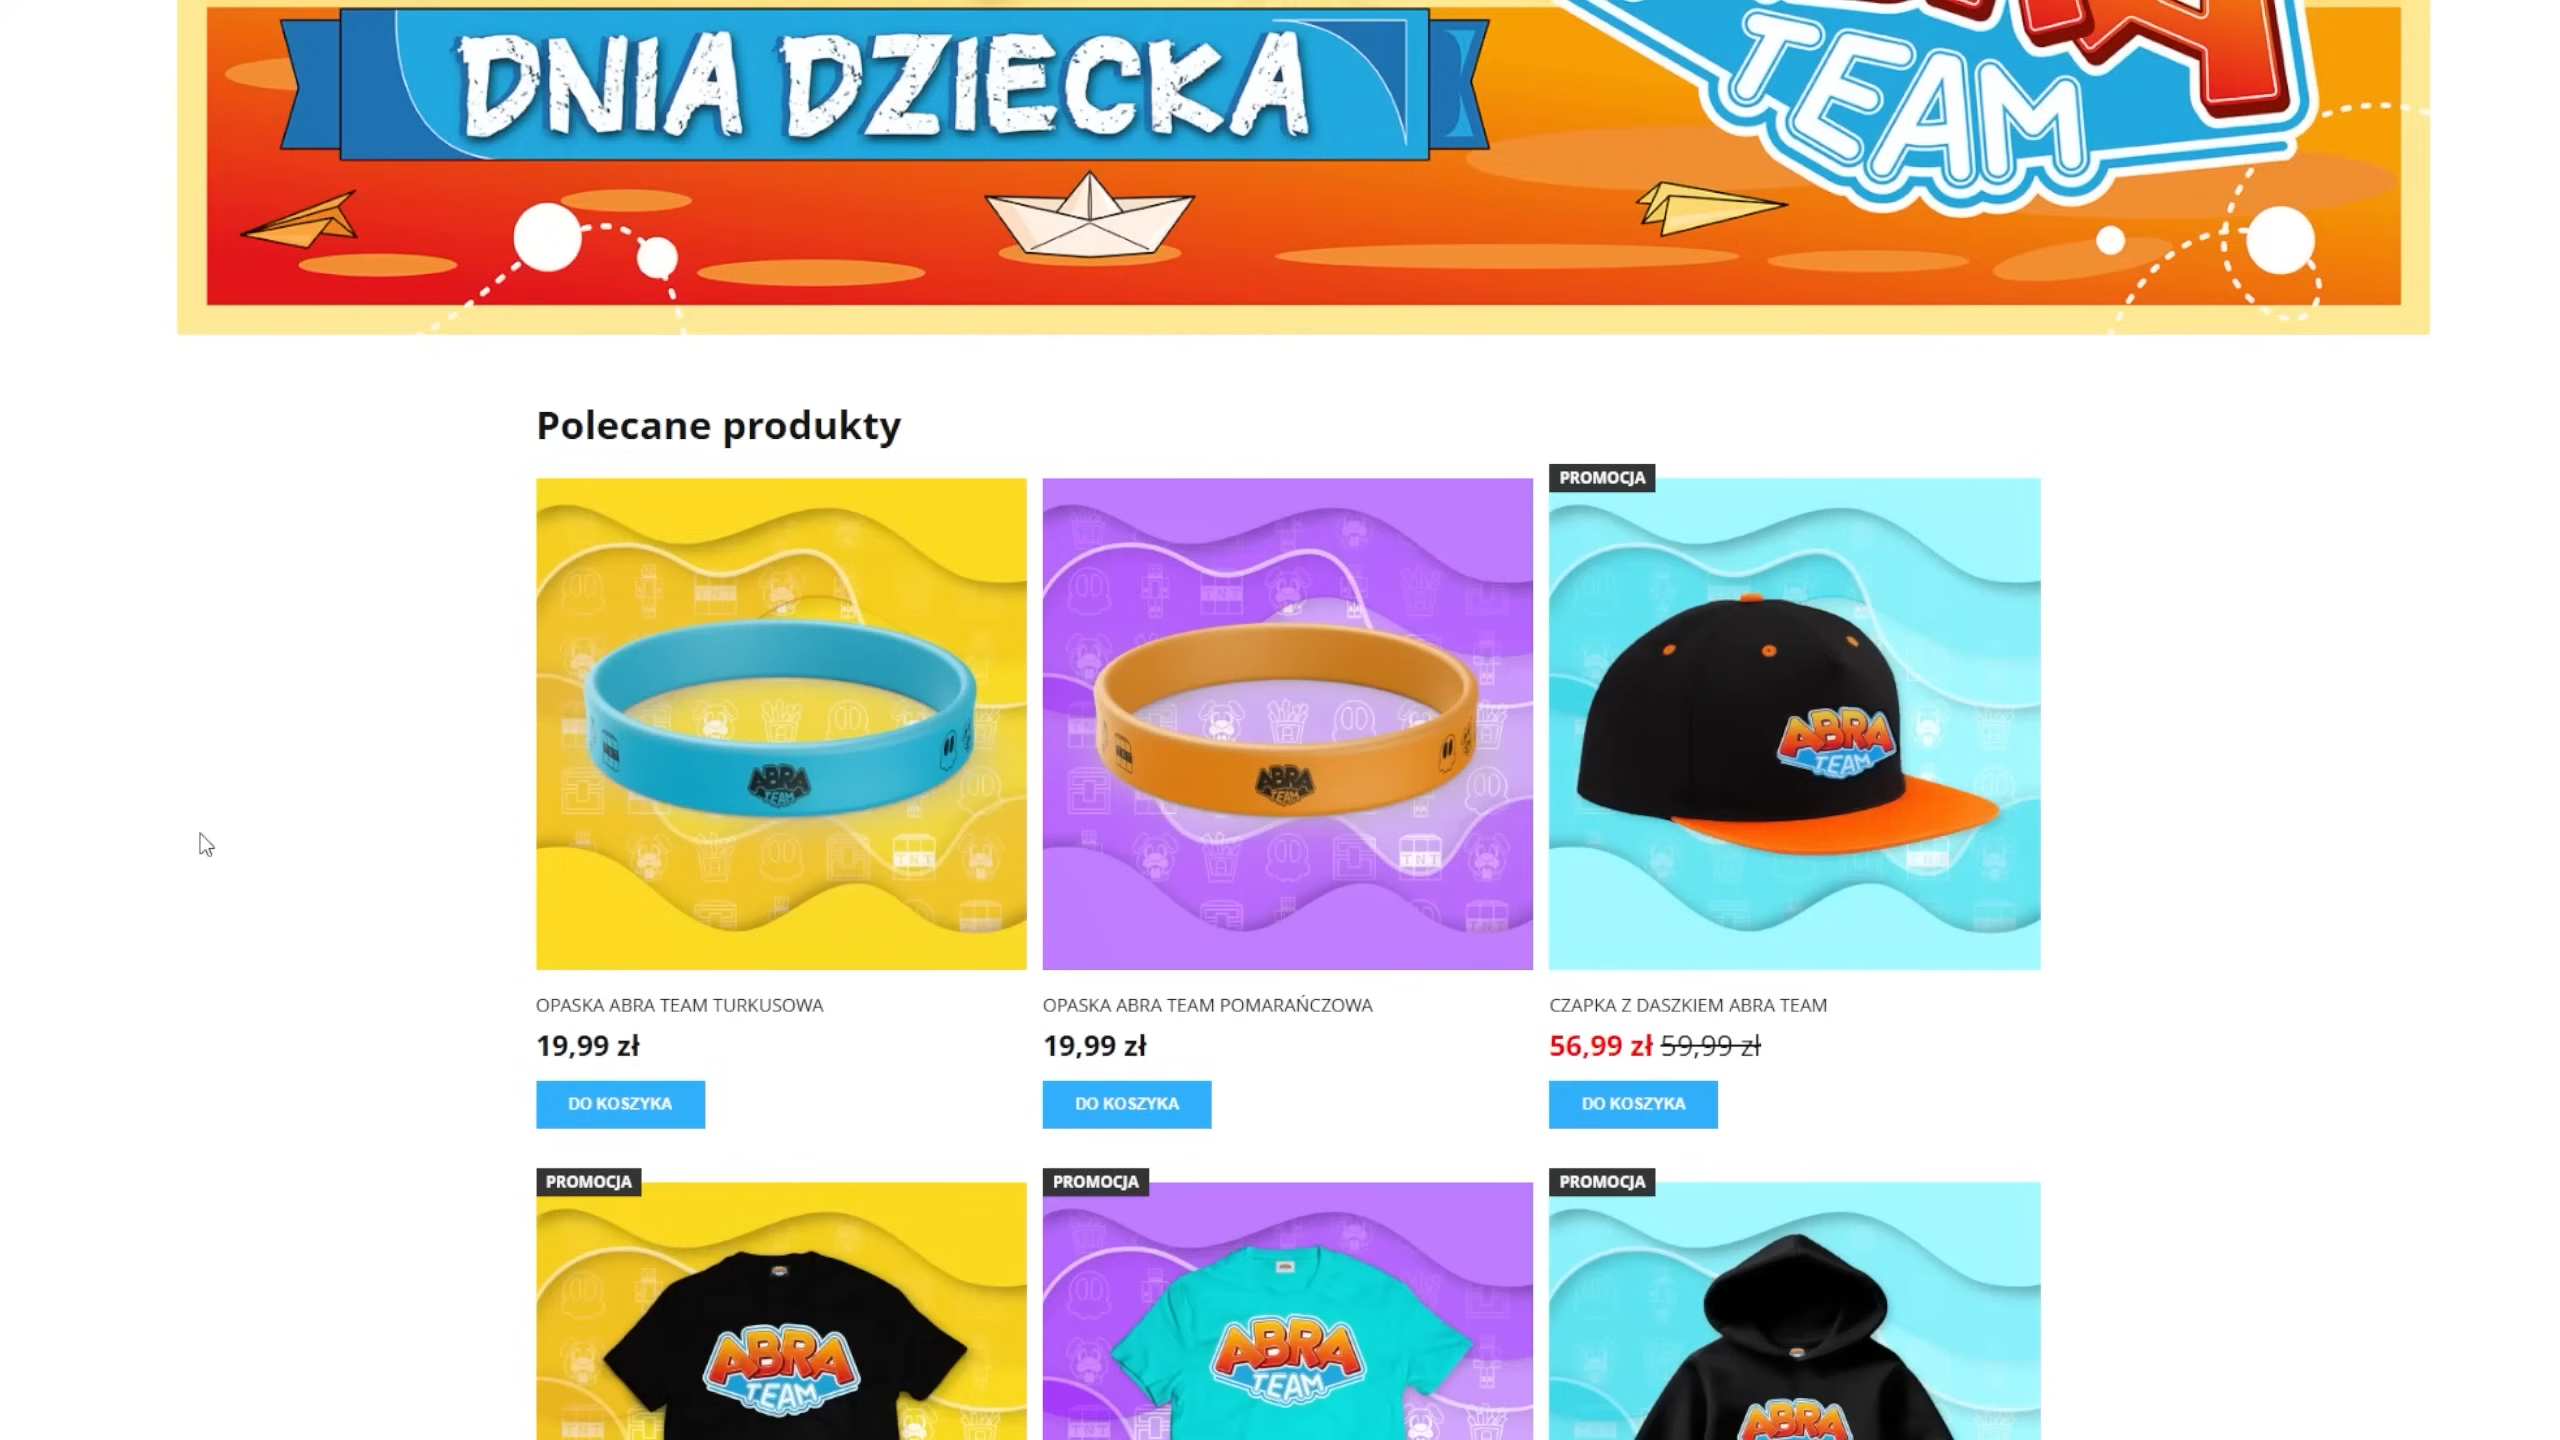 DNIA DZIECKA
TEAM
Polecane produkty
PROMOCJA
ABRA
TEAM
ABRA
TEAM
ABRA
TEAM
TNT
TNT
OPASKA ABRA TEAM TURKUSOWA
OPASKA ABRA TEAM POMARAŃCZOWA
CZAPKA Z DASZKIEM ABRA TEAM
19,99 zł
19,99 zł
56,99 zł 59,99 zł
DO KOSZYKA
DO KOSZYKA
DO KOSZYKA
PROMOCJA
PROMOCJA
PROMOCJA
ABRA
TEAM
ABRA
TEAM
ABRA